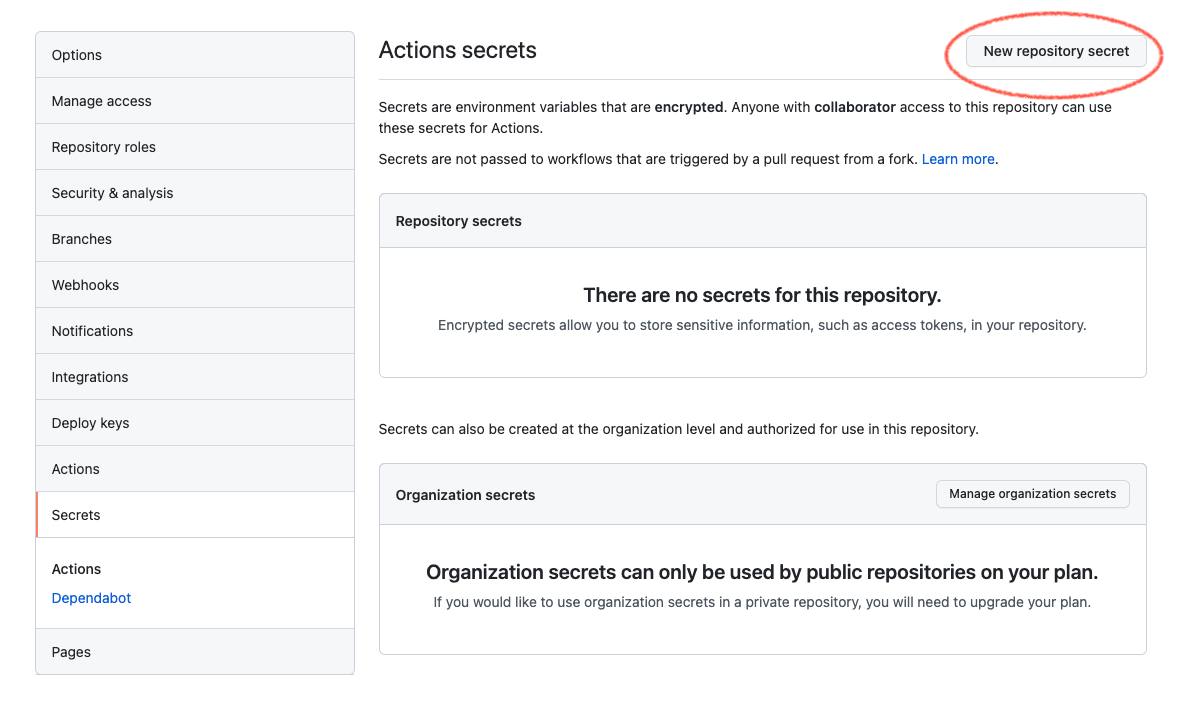 Options
Manage access
Repository roles
Security & analysis
Branches
Webhooks
Notifications
Integrations
Deploy keys
Actions
Secrets
Actions
Dependabot
Pages
Actions secrets
New repository secret
Secrets are environment variables that are encrypted. Anyone with collaborator access to this repository can use
these secrets for Actions.
Secrets are not passed to workflows that are triggered by a pull request from a fork. Learn more.
Repository secrets
There are no secrets for this repository.
Encrypted secrets allow you to store sensitive information, such as access tokens, in your repository.
Secrets can also be created at the organization level and authorized for use in this repository.
Organization secrets
Manage organization secrets
Organization secrets can only be used by public repositories on your plan.
If you would like to use organization secrets in a private repository, you will need to upgrade your plan.